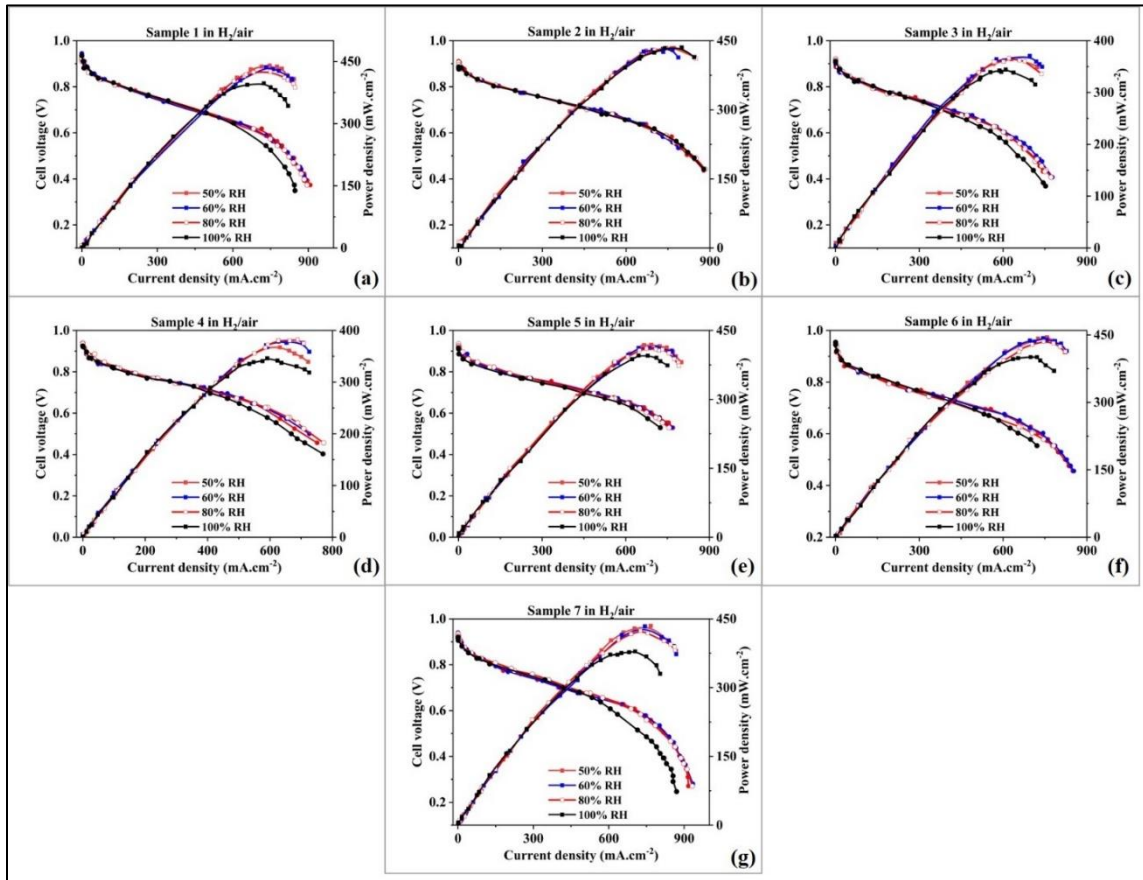 Sample 1 in H2/air
1.0
0.8
0.6
0.4
0.2
450
300
150
0
Cell voltage (V)
Power density (mW.cm-2)
50% RH
60% RH
80% RH
100% RH
0 300 600 900
Current density (mA.cm-2)
(a)
Sample 2 in H2/air
1.0
0.8
0.6
0.4
0.2
450
300
150
0
Cell voltage (V)
Power density (mW.cm-2)
50% RH
60% RH
80% RH
100% RH
0 300 600 900
Current density (mA.cm-2)
(b)
Sample 3 in H2/air
1.0
0.8
0.6
0.4
0.2
400
300
200
100
0
Cell voltage (V)
Power density (mW.cm-2)
50% RH
60% RH
80% RH
100% RH
0 300 600 900
Current density (mA.cm-2)
(c)
Sample 4 in H2/air
1.0
0.8
0.6
0.4
0.2
0.0
400
300
200
100
0
Cell voltage (V)
Power density (mW.cm-2)
50% RH
60% RH
80% RH
100% RH
0 200 400 600 800
Current density (mA.cm-2)
(d)
Sample 5 in H2/air
1.0
0.8
0.6
0.4
0.2
0.0
450
300
150
0
Cell voltage (V)
Power density (mW.cm-2)
50% RH
60% RH
80% RH
100% RH
0 300 600 900
Current density (mA.cm-2)
(e)
Sample 6 in H2/air
1.0
0.8
0.6
0.4
0.2
450
300
150
0
Cell voltage (V)
Power density (mW.cm-2)
50% RH
60% RH
80% RH
100% RH
0 300 600 900
Current density (mA.cm-2)
(f)
Sample 7 in H2/air
1.0
0.8
0.6
0.4
0.2
450
300
150
0
Cell voltage (V)
Power density (mW.cm-2)
50% RH
60% RH
80% RH
100% RH
0 300 600 900
Current density (mA.cm-2)
(g)